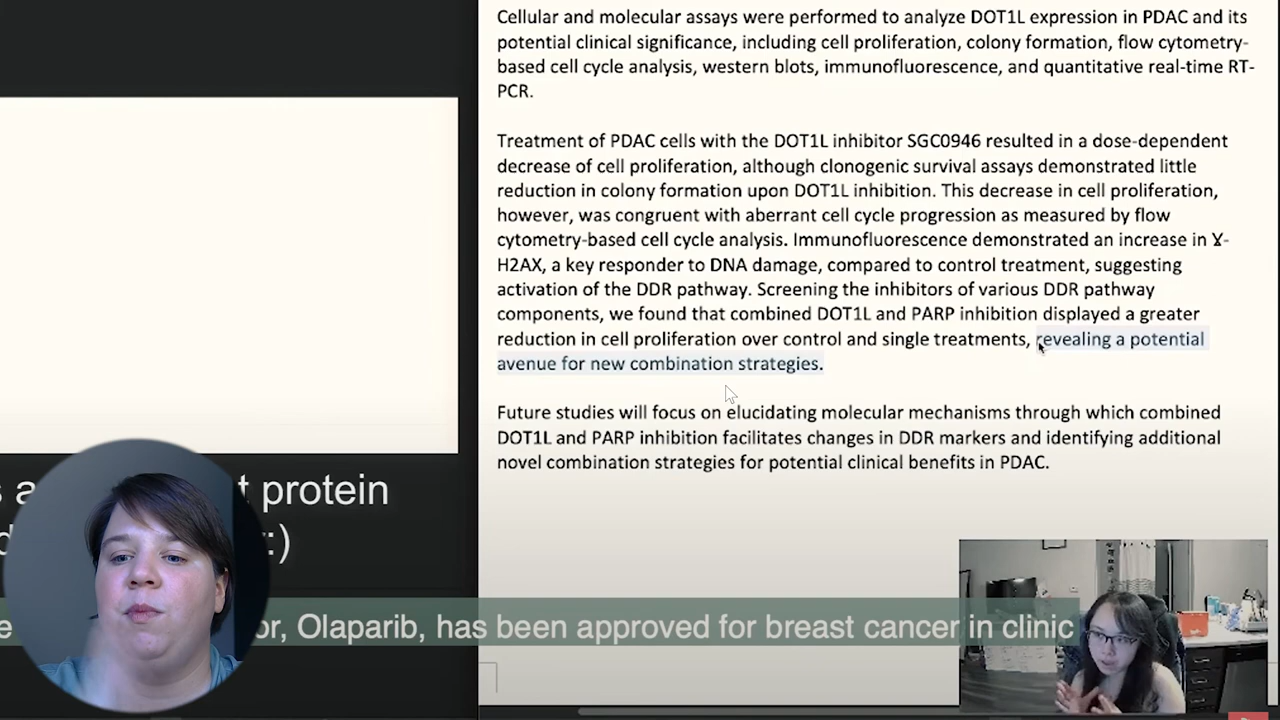 Cellular and molecular assays were performed to analyze DOT1L expression in PDAC and its
potential clinical significance, including cell proliferation, colony formation, flow cytometry-
based cell cycle analysis, western blots, immunofluorescence, and quantitative real-time RT-
PCR.
Treatment of PDAC cells with the DOT1L inhibitor SGC0946 resulted in a dose-dependent
decrease of cell proliferation, although clonogenic survival assays demonstrated little
reduction in colony formation upon DOT1L inhibition. This decrease in cell proliferation,
however, was congruent with aberrant cell cycle progression as measured by flow
cytometry-based cell cycle analysis. Immunofluorescence demonstrated an increase in Ɣ-
H2AX, a key responder to DNA damage, compared to control treatment, suggesting
activation of the DDR pathway. Screening the inhibitors of various DDR pathway
components, we found that combined DOT1L and PARP inhibition displayed a greater
reduction in cell proliferation over control and single treatments, revealing a potential
avenue for new combination strategies.
Future studies will focus on elucidating molecular mechanisms through which combined
DOT1L and PARP inhibition facilitates changes in DDR markers and identifying additional
novel combination strategies for potential clinical benefits in PDAC.
protein
:)
Olaparib, has been approved for breast cancer in clinic